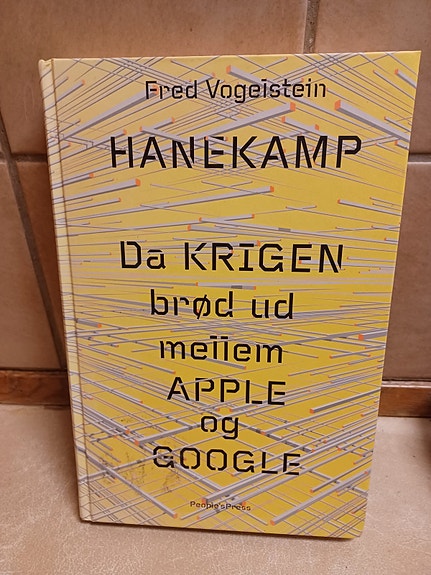 Fred Vogelstein
HANEKAMP
Da KRIGEN
brød ud
mellem
APPLE
og
GOOGLE
People'sPress